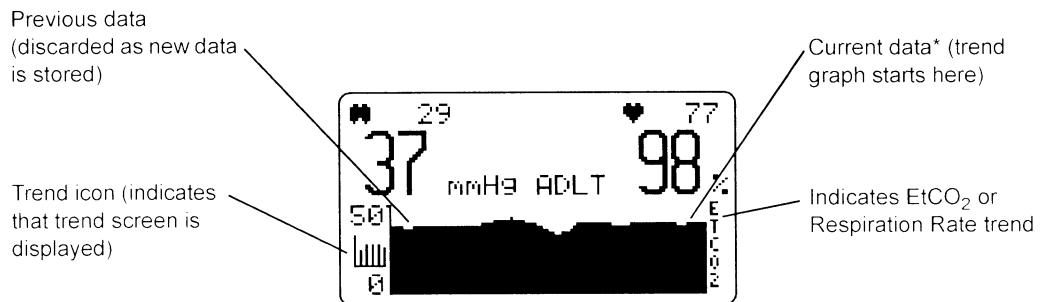 Previous data
(discarded as new data
is stored)
Current data* (trend
graph starts here)
29
77
37
mmHg ADLT
98
%
Trend icon (indicates
that trend screen is
displayed)
50
0
ETCO2
Indicates EtCO₂ or
Respiration Rate trend